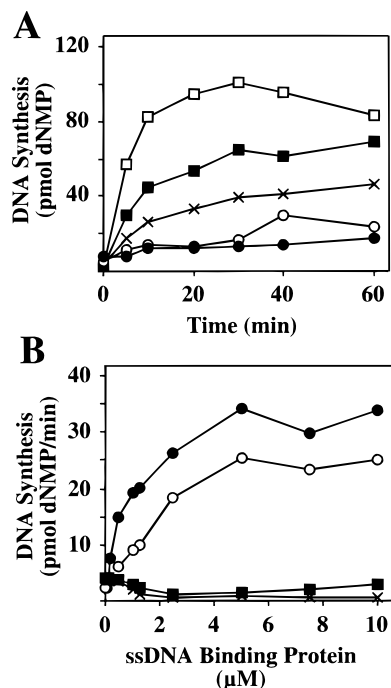 A
DNA Synthesis
(pmol dNMP)
120
80
40
0
20
40
60
Time (min)
B
DNA Synthesis
(pmol dNMP/min)
40
30
20
10
0
2
4
6
8
10
ssDNA Binding Protein
(µM)